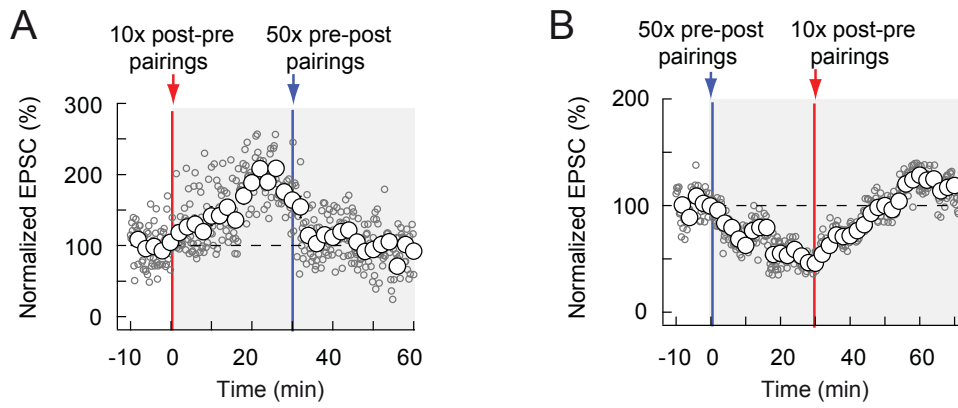 A
10x post-pre
pairings
50x pre-post
pairings
Normalized EPSC (%)
300
200
100
0
-10 0 20 40 60
Time (min)
B
50x pre-post
pairings
10x post-pre
pairings
Normalized EPSC (%)
200
100
0
-10 0 20 40 60
Time (min)